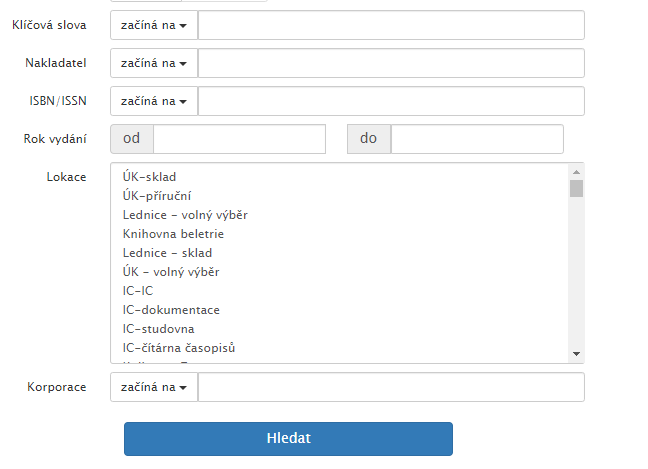 Klíčová slova začíná na
Nakladatel začíná na
ISBN/ISSN začíná na
Rok vydání od do
Lokace ÚK-sklad
ÚK-příruční
Lednice - volný výběr
Knihovna beletrie
Lednice - sklad
ÚK - volný výběr
IC-IC
IC-dokumentace
IC-studovna
IC-čítárna časopisů
Korporace začíná na
Hledat